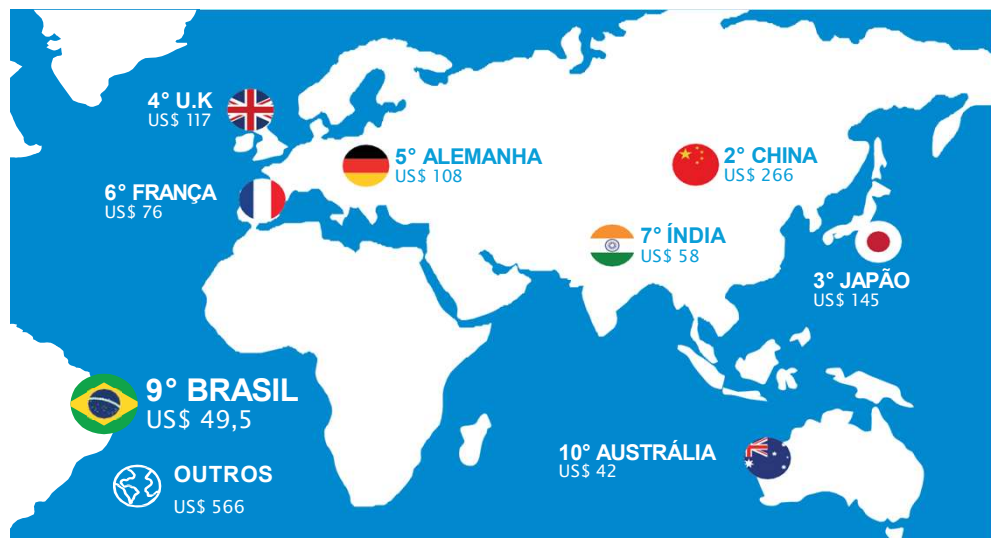 4° U.K
US$ 117
5° ALEMANHA
US$ 108
2° CHINA
US$ 266
6° FRANÇA
US$ 76
7° ÍNDIA
US$ 58
3° JAPÃO
US$ 145
9° BRASIL
US$ 49,5
10° AUSTRÁLIA
US$ 42
OUTROS
US$ 566